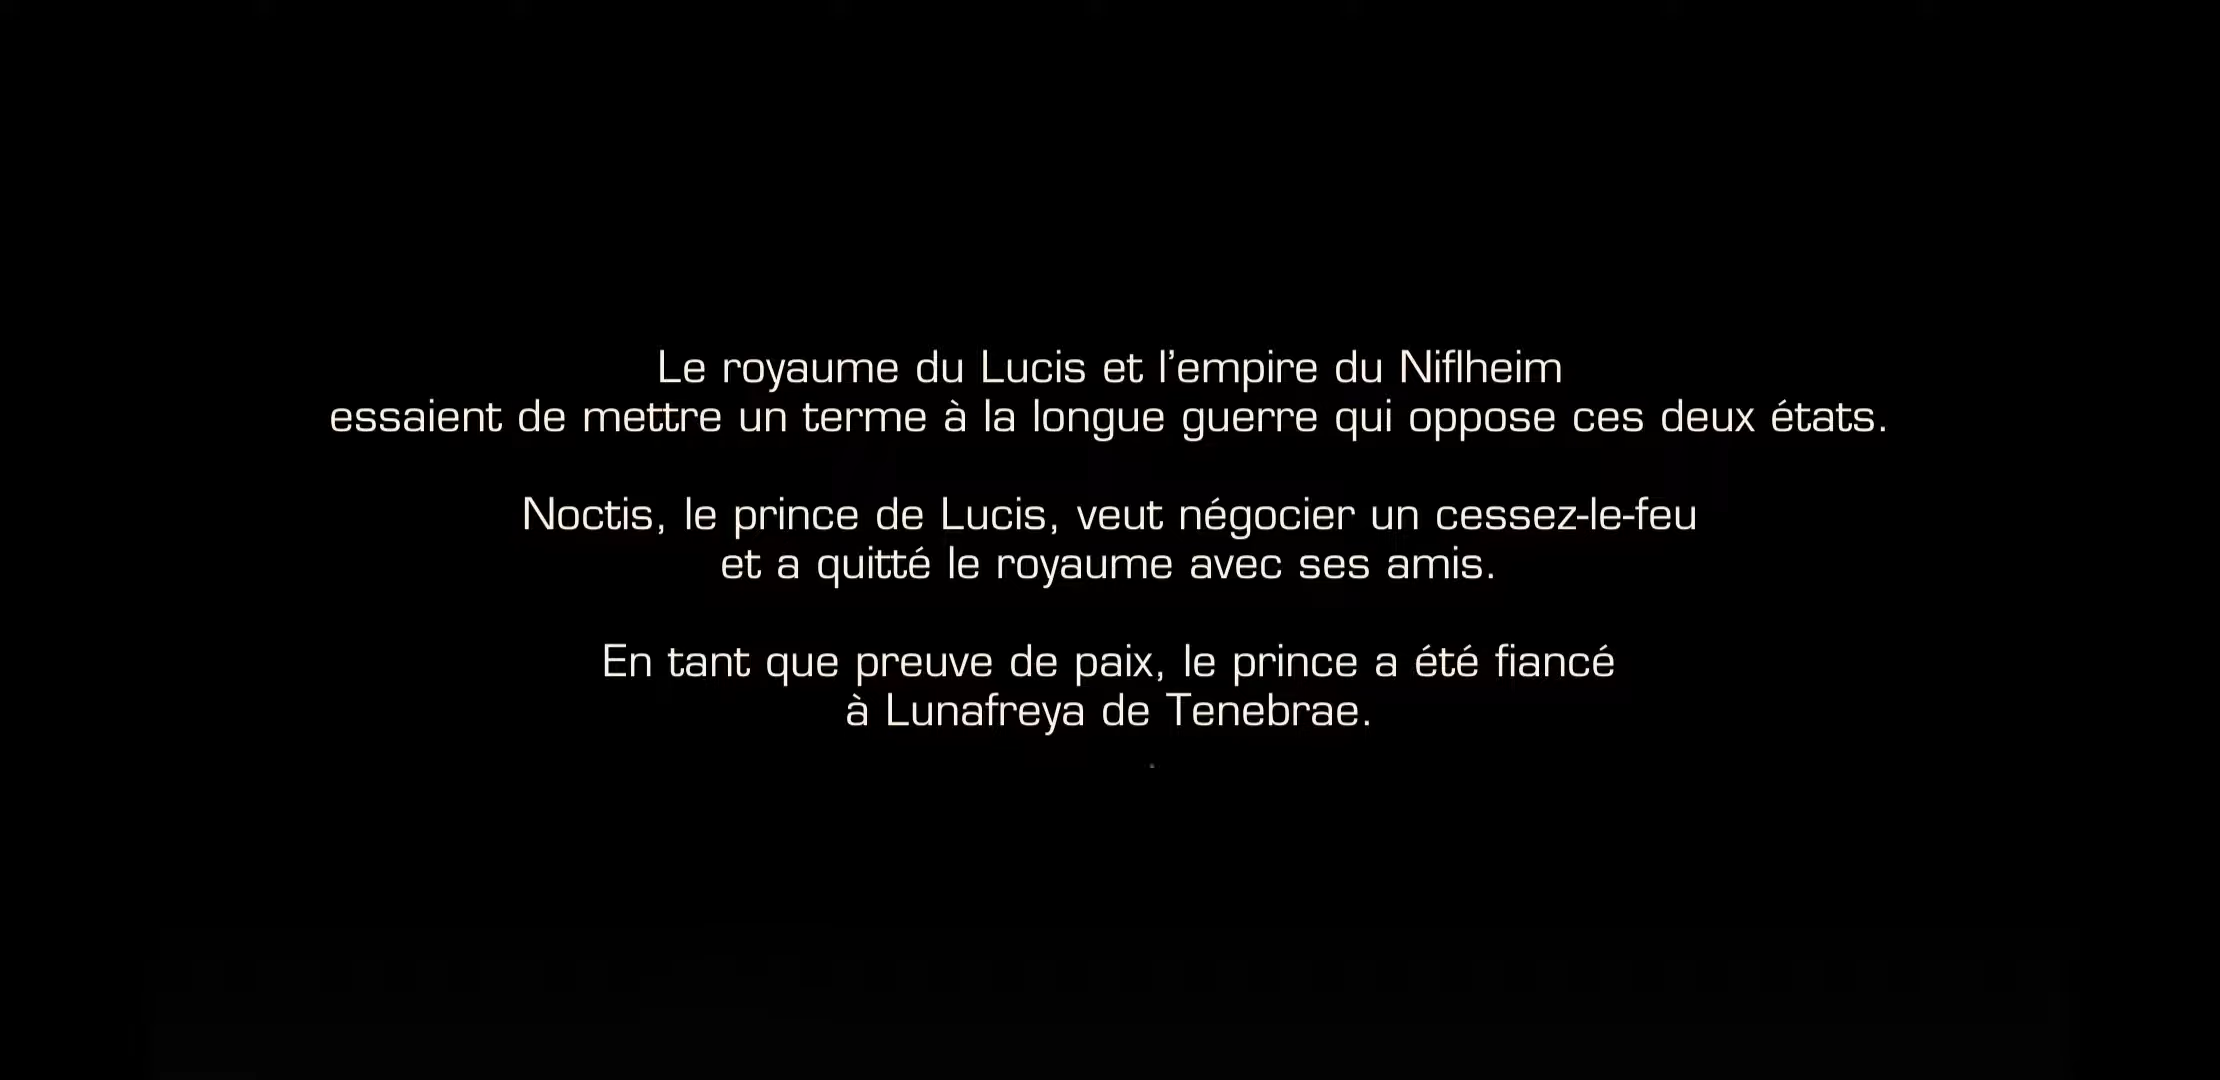 Le royaume du Lucis et l’empire du Niflheim
essaient de mettre un terme à la longue guerre qui oppose ces deux états.
Noctis, le prince de Lucis, veut négocier un cessez-le-feu
et a quitté le royaume avec ses amis.
En tant que preuve de paix, le prince a été fiancé
à Lunafreya de Tenebrae.